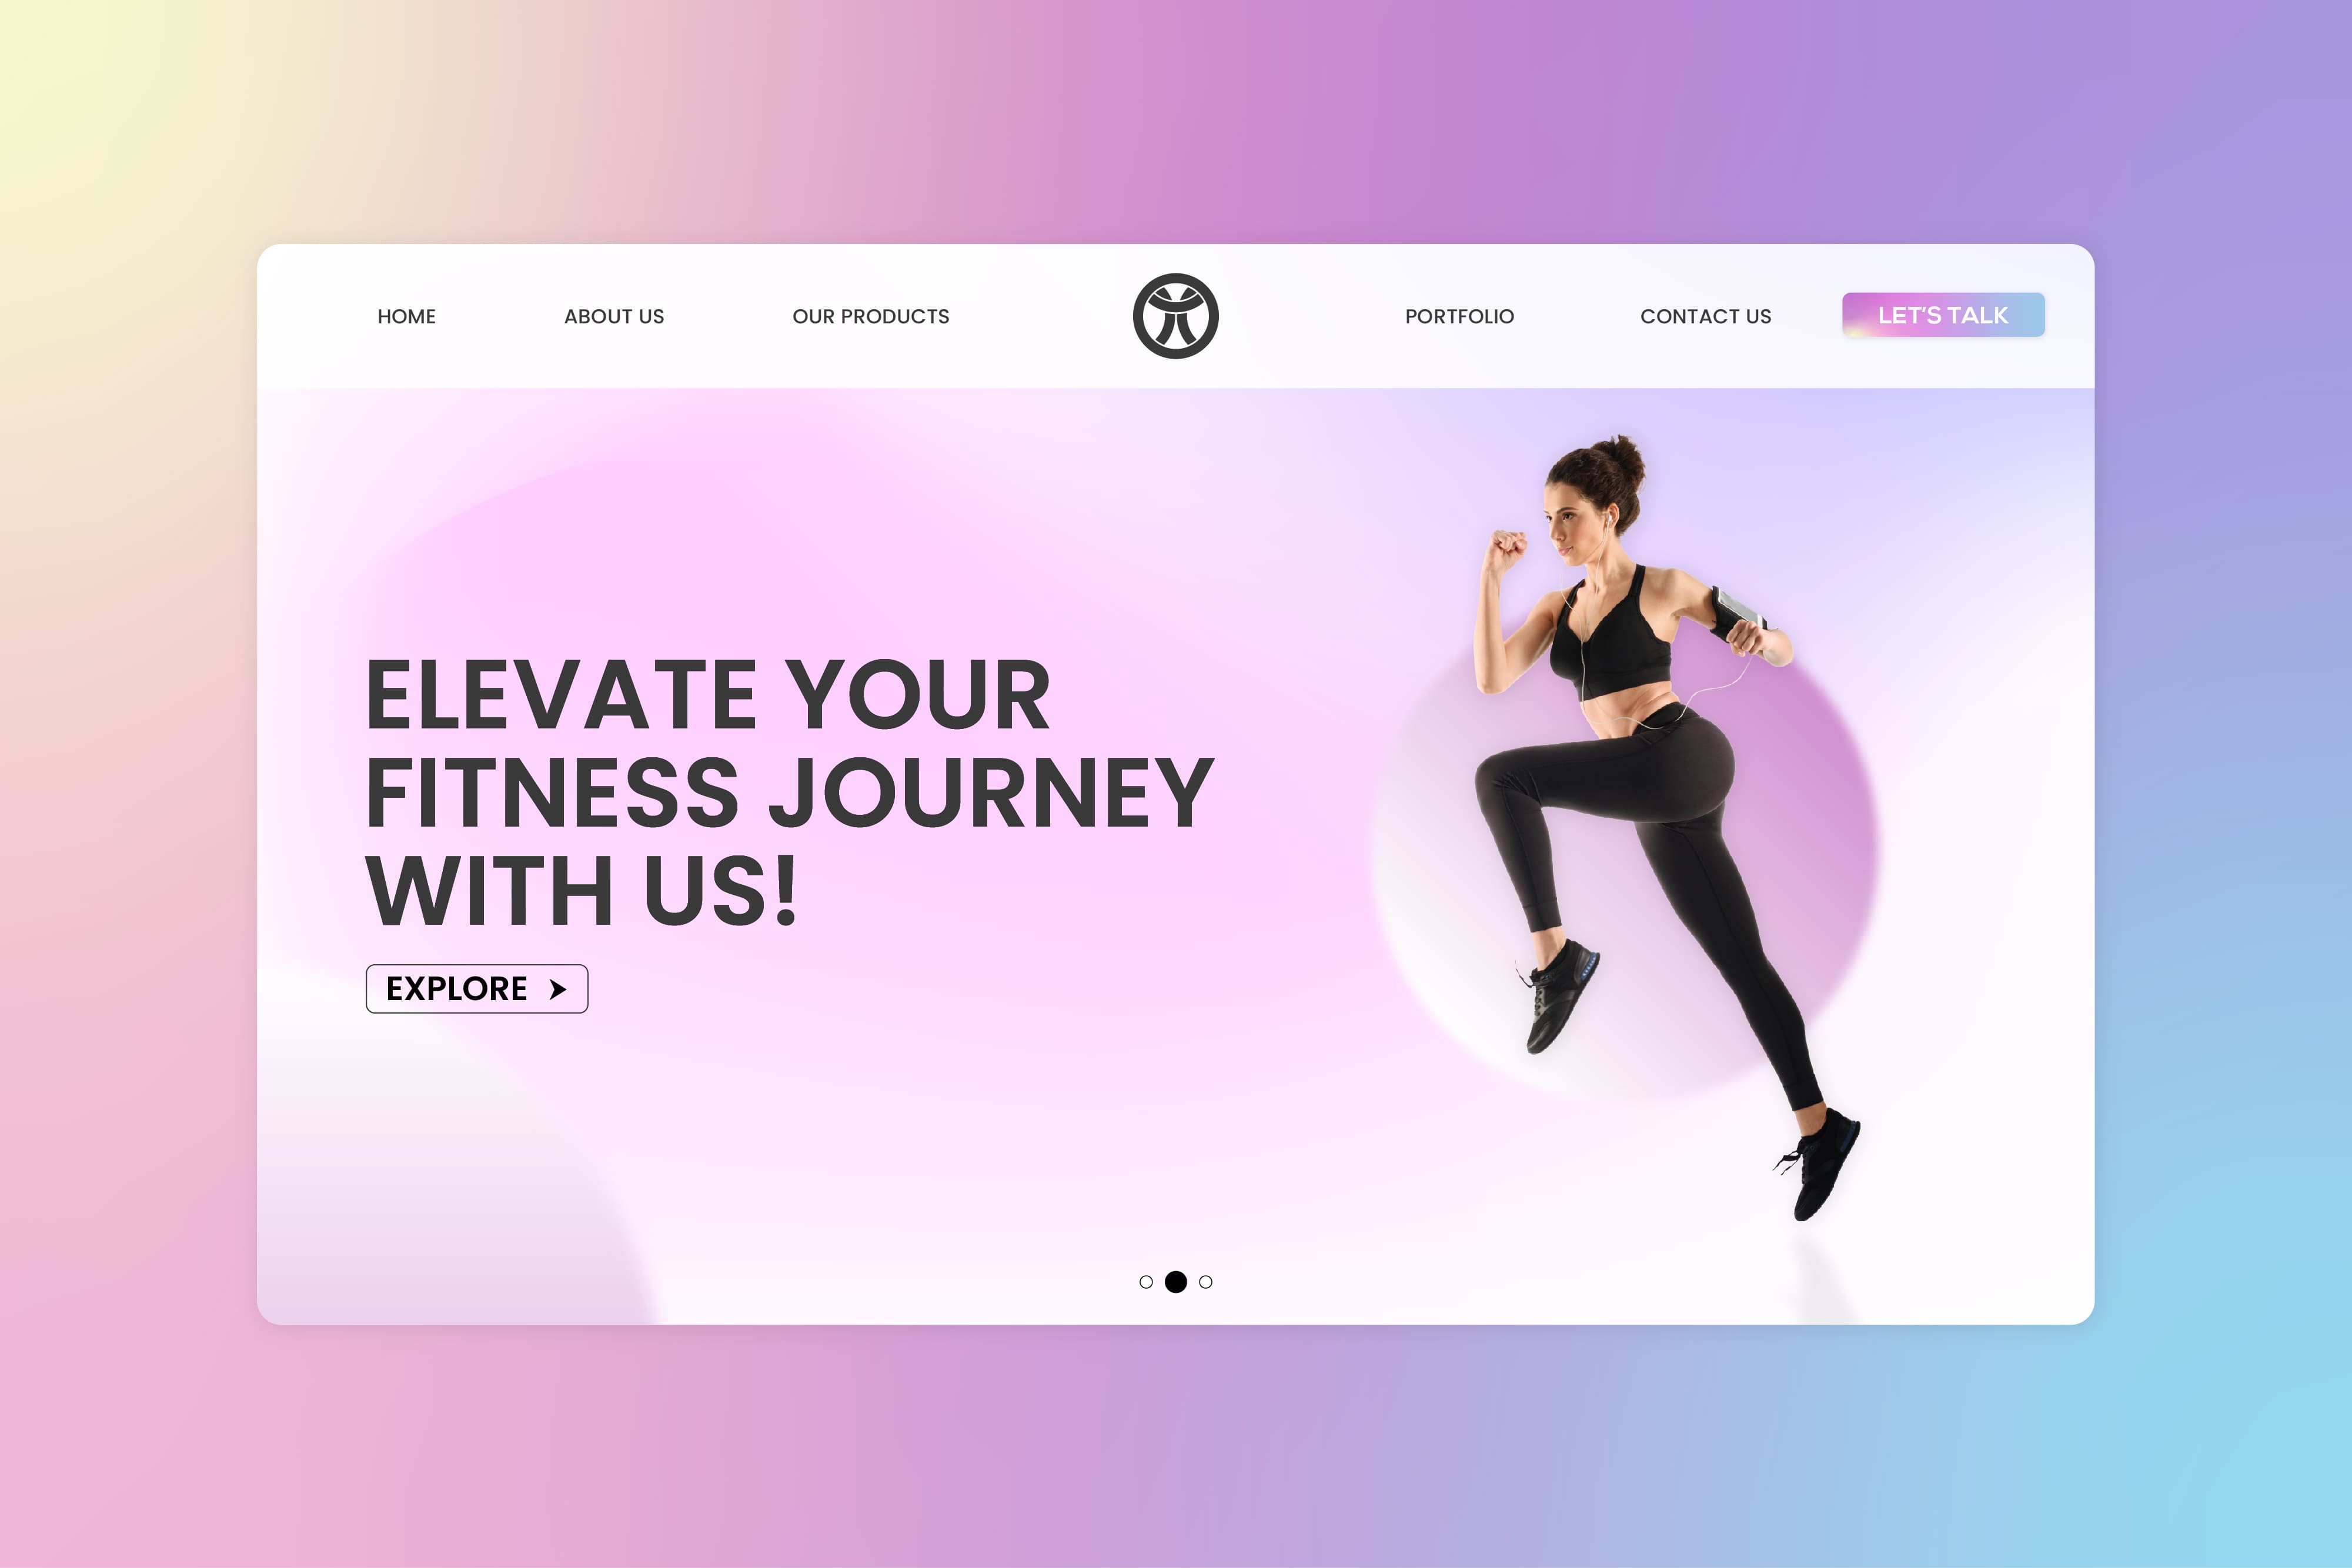 HOME
ABOUT US
OUR PRODUCTS
PORTFOLIO
CONTACT US
LET'S TALK
ELEVATE YOUR
FITNESS JOURNEY
WITH US!
EXPLORE